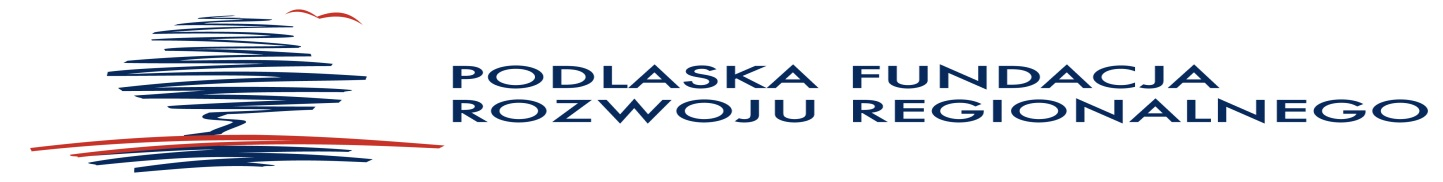 PODLASKA FUNDACJA
ROZWOJU REGIONALNEGO